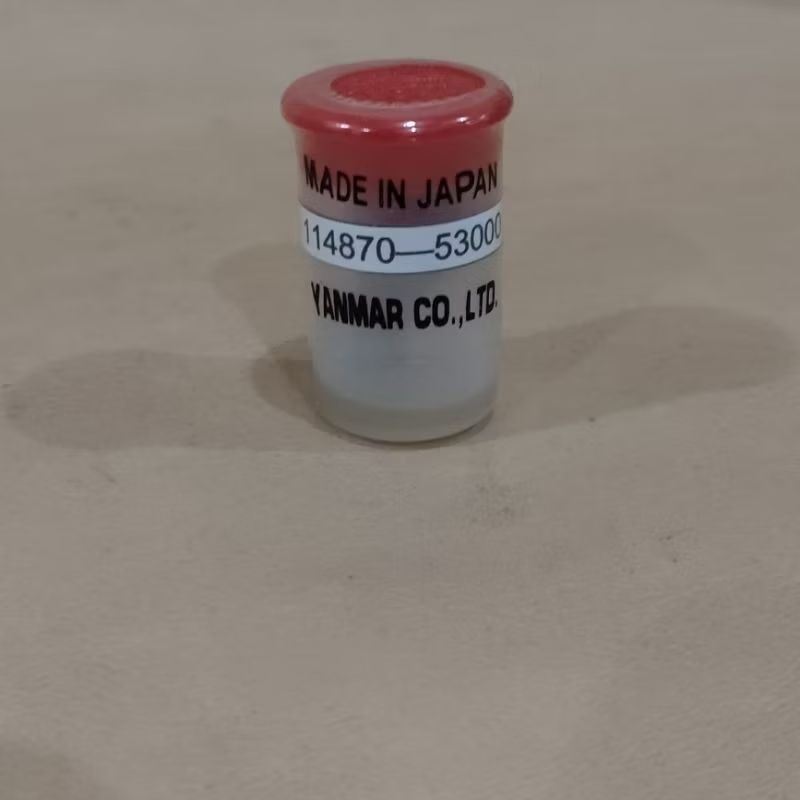 MADE IN JAPAN
114870—53000
YANMAR CO.,LTD.